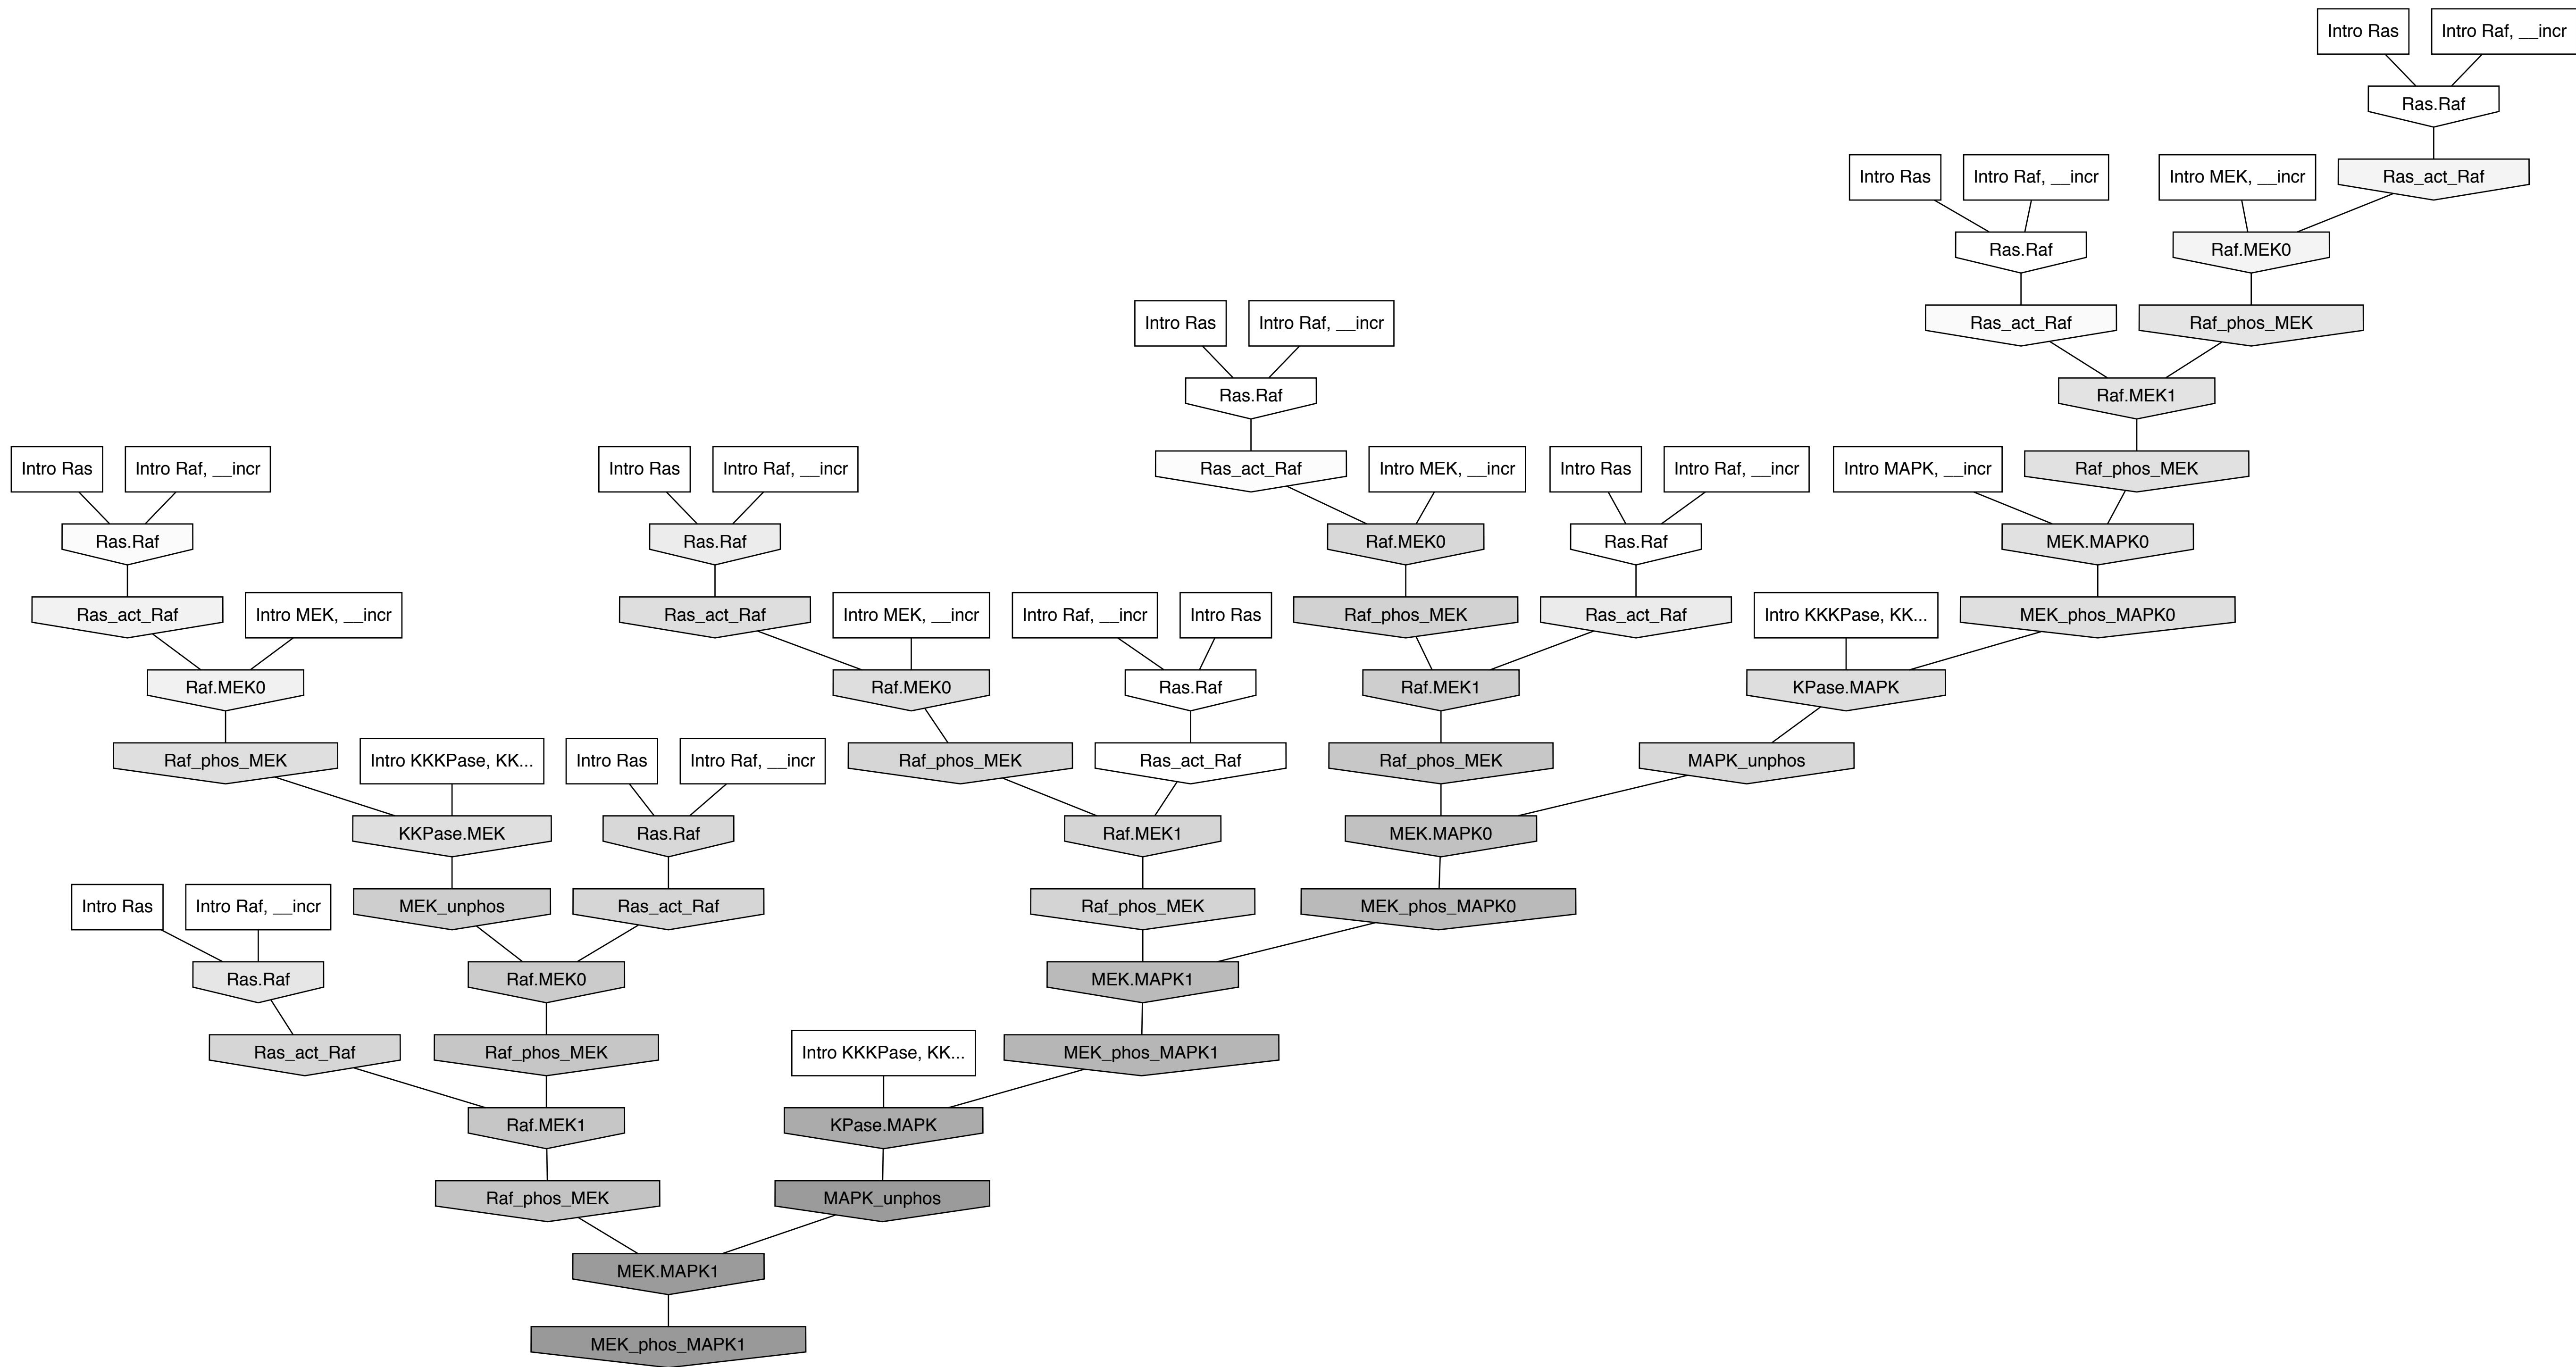 Intro Ras
Intro Raf, __incr
Ras.Raf
Intro Ras
Intro Raf, __incr
Intro MEK, __incr
Ras_act_Raf
Ras.Raf
Raf.MEK0
Intro Ras
Intro Raf, __incr
Ras_act_Raf
Raf_phos_MEK
Ras.Raf
Raf.MEK1
Intro Ras
Intro Raf, __incr
Intro Ras
Intro Raf, __incr
Ras_act_Raf
Intro MEK, __incr
Intro Ras
Intro Raf, __incr
Intro MAPK, __incr
Raf_phos_MEK
Ras.Raf
Ras.Raf
Raf.MEK0
Ras.Raf
MEK.MAPK0
Ras_act_Raf
Intro MEK, __incr
Ras_act_Raf
Intro MEK, __incr
Intro Raf, __incr
Intro Ras
Raf_phos_MEK
Ras_act_Raf
Intro KKKPase, KK...
MEK_phos_MAPK0
Raf.MEK0
Raf.MEK0
Ras.Raf
Raf.MEK1
KPase.MAPK
Raf_phos_MEK
Intro KKKPase, KK...
Intro Ras
Intro Raf, __incr
Raf_phos_MEK
Ras_act_Raf
Raf_phos_MEK
MAPK_unphos
KKPase.MEK
Ras.Raf
Raf.MEK1
MEK.MAPK0
Intro Ras
Intro Raf, __incr
MEK_unphos
Ras_act_Raf
Raf_phos_MEK
MEK_phos_MAPK0
Ras.Raf
Raf.MEK0
MEK.MAPK1
Ras_act_Raf
Raf_phos_MEK
Intro KKKPase, KK...
MEK_phos_MAPK1
Raf.MEK1
KPase.MAPK
Raf_phos_MEK
MAPK_unphos
MEK.MAPK1
MEK_phos_MAPK1